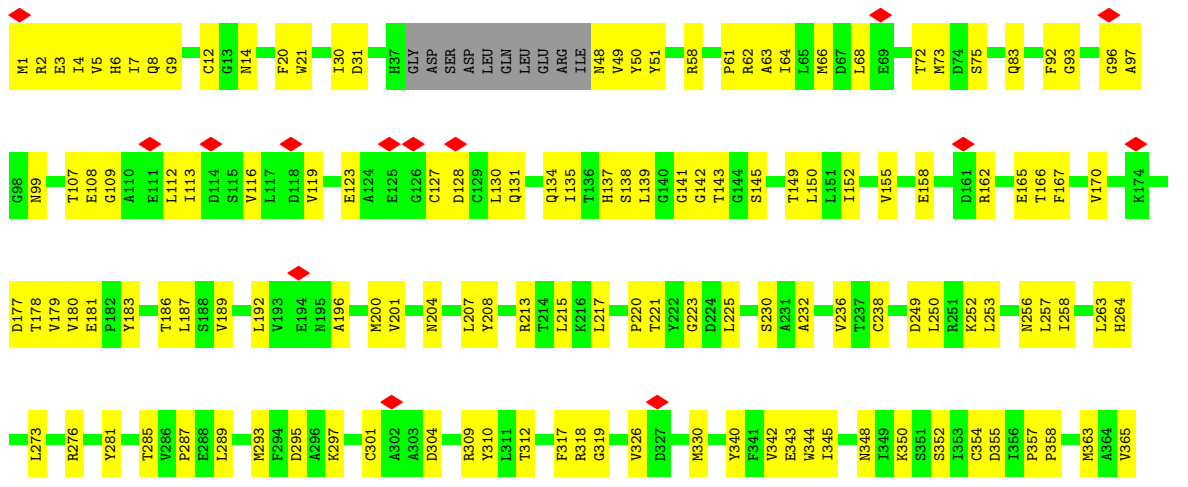 M1 R2 E3 I4 V5 H6 I7 Q8 G9 C12 G13 N14 F20 W21 I30 D31 H37 GLY ASP SER ASP LEU GLN LEU GLU ARG ILE N48 V49 Y50 Y51 R58 P61 R62 A63 I64 L65 M66 D67 L68 E69 T72 M73 D74 S75 Q83 F92 G93 G96 A97
G98 N99 T107 E108 G109 A110 E111 L112 I113 D114 S115 V116 L117 D118 V119 E123 A124 E125 G126 C127 D128 C129 L130 Q131 Q134 I135 T136 H137 S138 L139 G140 G141 G142 T143 G144 S145 T149 L150 L151 I152 V155 E158 D161 R162 E165 T166 F167 V170 K174
D177 T178 V179 V180 E181 P182 Y183 T186 L187 S188 V189 L192 V193 E194 N195 A196 M200 V201 N204 L207 Y208 R213 T214 L215 K216 L217 P220 T221 Y222 G223 D224 L225 S230 A231 A232 V236 T237 C238 D249 L250 R251 K252 L253 N256 L257 I258 L263 H264
L273 R276 Y281 T285 V286 P287 E288 L289 M293 F294 D295 A296 K297 C301 A302 A303 D304 R309 Y310 L311 T312 F317 R318 G319 V326 D327 M330 Y340 F341 V342 E343 W344 I345 N348 I349 K350 S351 S352 I353 C354 D355 I356 P357 P358 M363 A364 V365